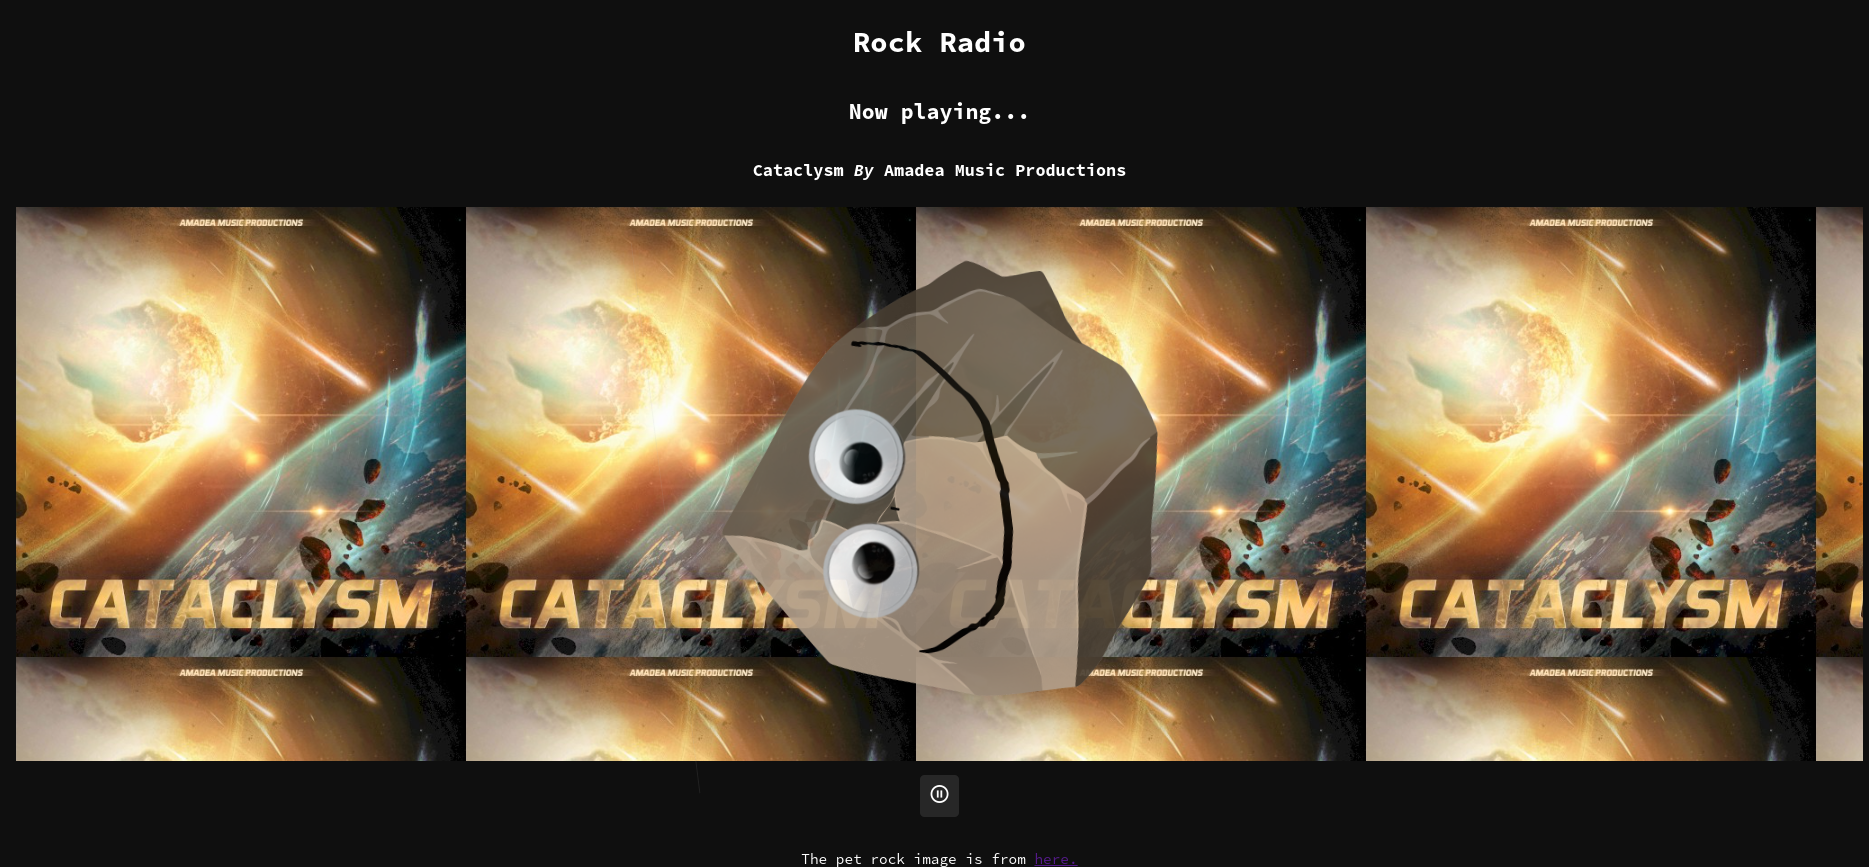 Rock Radio
Now playing...
Cataclysm By Amadea Music Productions
AMADEA MUSIC PRODUCTIONS AMADEA MUSIC PRODUCTIONS AMADEA MUSIC PRODUCTIONS AMADEA MUSIC PRODUCTIONS
CATACLYSM CATACLYSM CATACLYSM CATACLYSM C
AMADEA MUSIC PRODUCTIONS AMADEA MUSIC PRODUCTIONS AMADEA MUSIC PRODUCTIONS AMADEA MUSIC PRODUCTIONS
The pet rock image is from here.